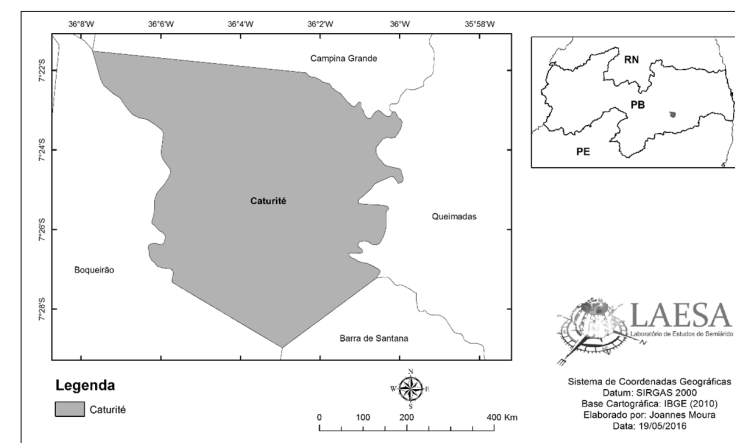 36°8'W 36°6'W 36°4'W 36°2'W 36°W 35°58'W
7°22'S
7°24'S
7°26'S
7°28'S
Campina Grande
Caturité
Queimadas
Boqueirão
Barra de Santana
RN
PB
PE
LAESA
Laboratório de Estudos do Semiárido
Legenda
Caturité
N
W E
S
0 100 200 400 Km
Sistema de Coordenadas Geográficas
Datum: SIRGAS 2000
Base Cartográfica: IBGE (2010)
Elaborado por: Joannes Moura
Data: 19/05/2016